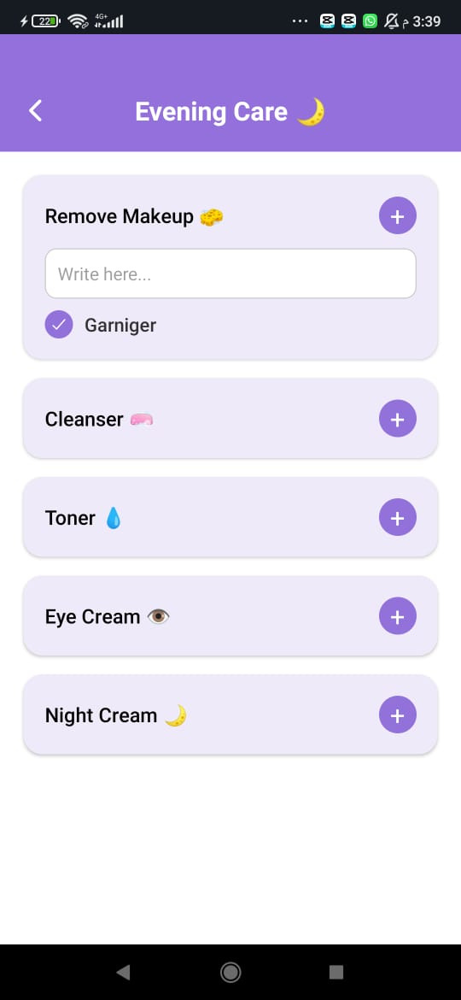 22
4G+
... م 3:39
Evening Care 🌙
Remove Makeup 🧽
+
Write here...
Garniger
Cleanser 🧼
+
Toner 💧
+
Eye Cream 👁️
+
Night Cream 🌙
+